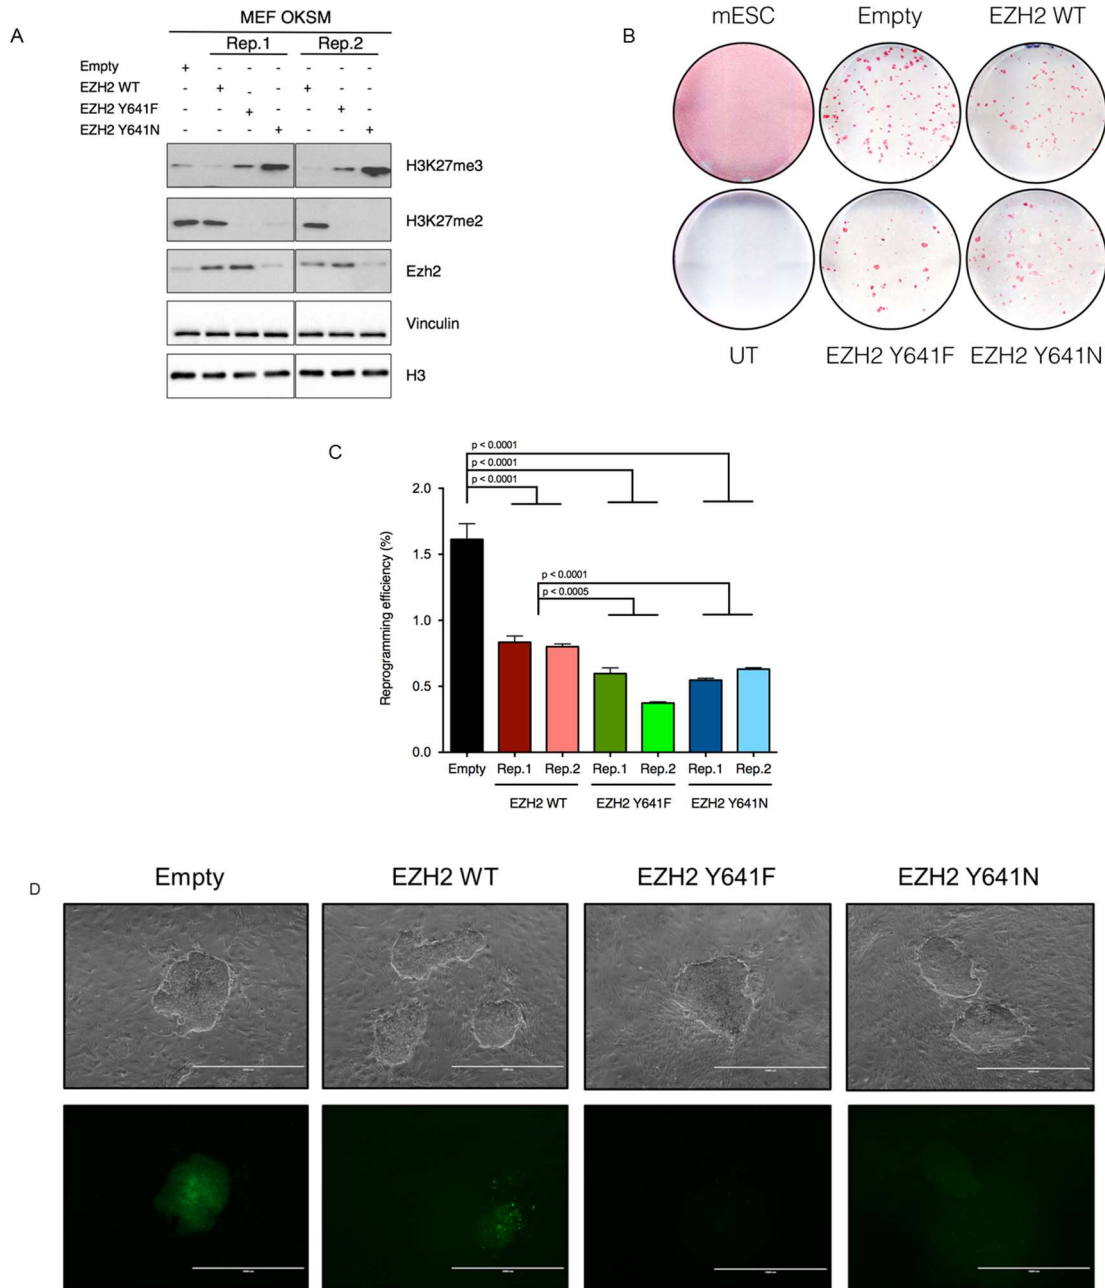 A
MEF OKSM
Rep.1 Rep.2
Empty + - - - - - -
EZH2 WT - + - - + - -
EZH2 Y641F - - + - - + -
EZH2 Y641N - - - + - - +
H3K27me3
H3K27me2
Ezh2
Vinculin
H3
B
mESC Empty EZH2 WT
UT EZH2 Y641F EZH2 Y641N
C
p < 0.0001
p < 0.0001
p < 0.0001
p < 0.0001
p < 0.0005
Reprogramming efficiency (%)
2.0
1.5
1.0
0.5
0.0
Empty Rep.1 Rep.2 Rep.1 Rep.2 Rep.1 Rep.2
EZH2 WT EZH2 Y641F EZH2 Y641N
D
Empty EZH2 WT EZH2 Y641F EZH2 Y641N